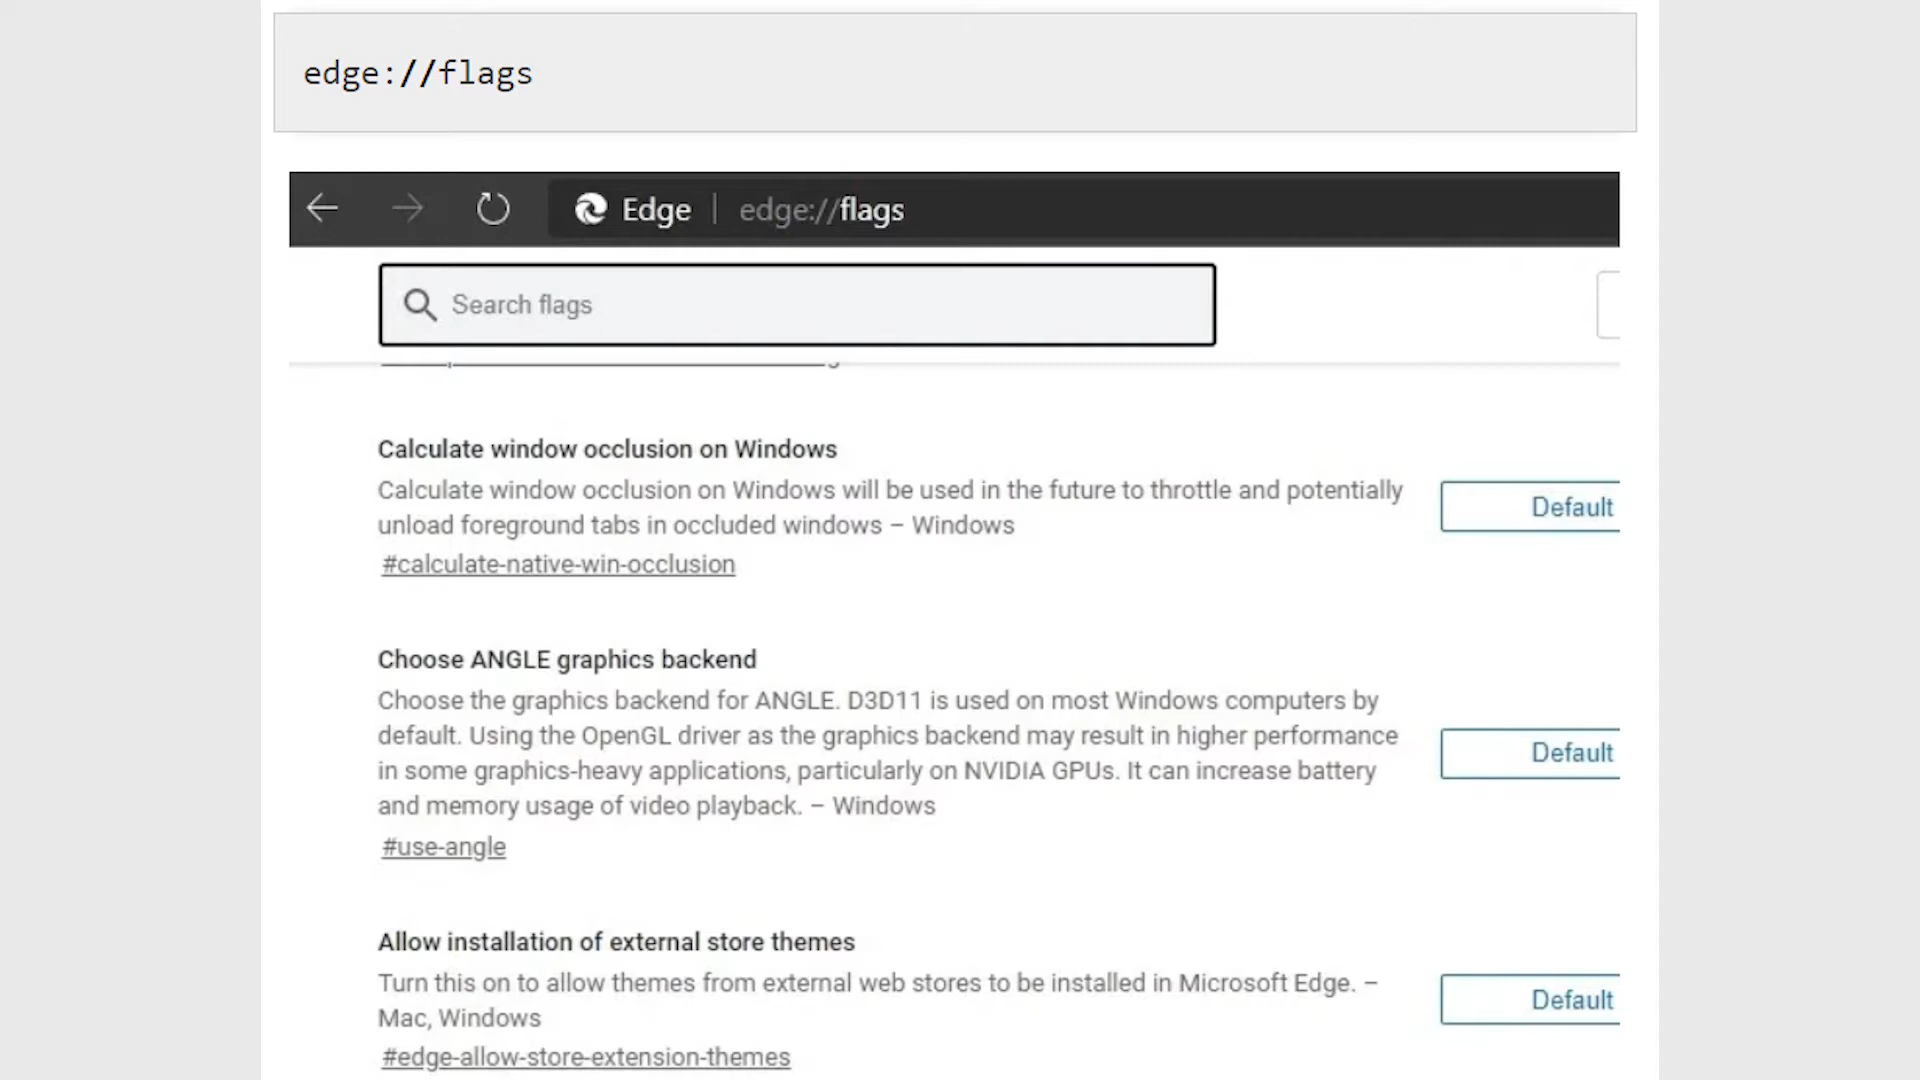 edge://flags
Edge | edge://flags
Search flags
Calculate window occlusion on Windows
Calculate window occlusion on Windows will be used in the future to throttle and potentially
unload foreground tabs in occluded windows – Windows
#calculate-native-win-occlusion
Default
Choose ANGLE graphics backend
Choose the graphics backend for ANGLE. D3D11 is used on most Windows computers by
default. Using the OpenGL driver as the graphics backend may result in higher performance
in some graphics-heavy applications, particularly on NVIDIA GPUs. It can increase battery
and memory usage of video playback. – Windows
#use-angle
Default
Allow installation of external store themes
Turn this on to allow themes from external web stores to be installed in Microsoft Edge. –
Mac, Windows
#edge-allow-store-extension-themes
Default